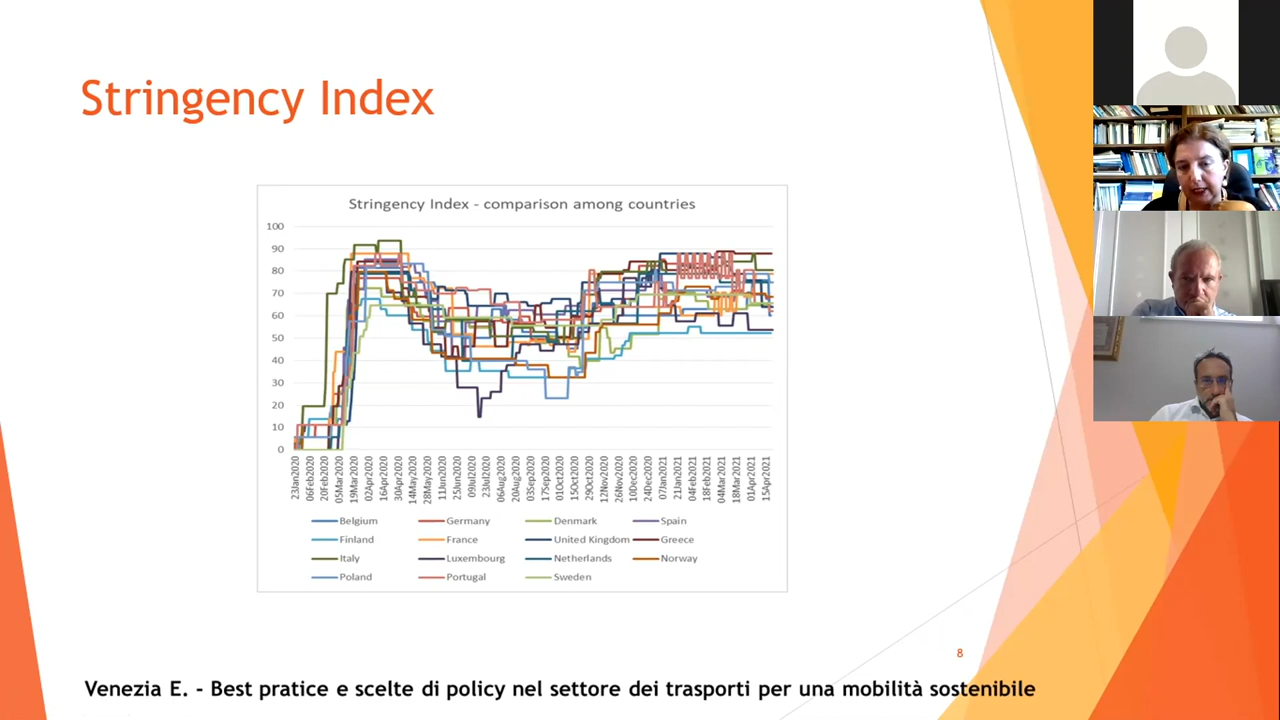 Stringency Index
Stringency Index - comparison among countries
100
90
80
70
60
50
40
30
20
10
0
23Jan2020 06Feb2020 20Feb2020 05Mar2020 19Mar2020 02Apr2020 16Apr2020 30Apr2020 14May2020 28May2020 11Jun2020 25Jun2020 09Jul2020 23Jul2020 06Aug2020 20Aug2020 03Sep2020 17Sep2020 01Oct2020 15Oct2020 29Oct2020 12Nov2020 26Nov2020 10Dec2020 24Dec2020 07Jan2021 21Jan2021 04Feb2021 18Feb2021 04Mar2021 18Mar2021 01Apr2021 15Apr2021
Belgium Germany Denmark Spain
Finland France United Kingdom Greece
Italy Luxembourg Netherlands Norway
Poland Portugal Sweden
8
Venezia E. - Best pratice e scelte di policy nel settore dei trasporti per una mobilità sostenibile